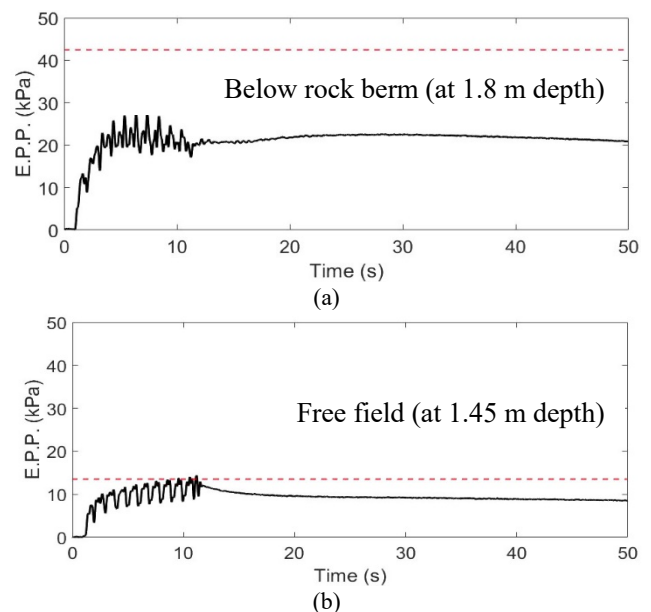 50
40
30
20
10
0
E.P.P. (kPa)
Below rock berm (at 1.8 m depth)
0 10 20 30 40 50
Time (s)
(a)
50
40
30
20
10
0
E.P.P. (kPa)
Free field (at 1.45 m depth)
0 10 20 30 40 50
Time (s)
(b)